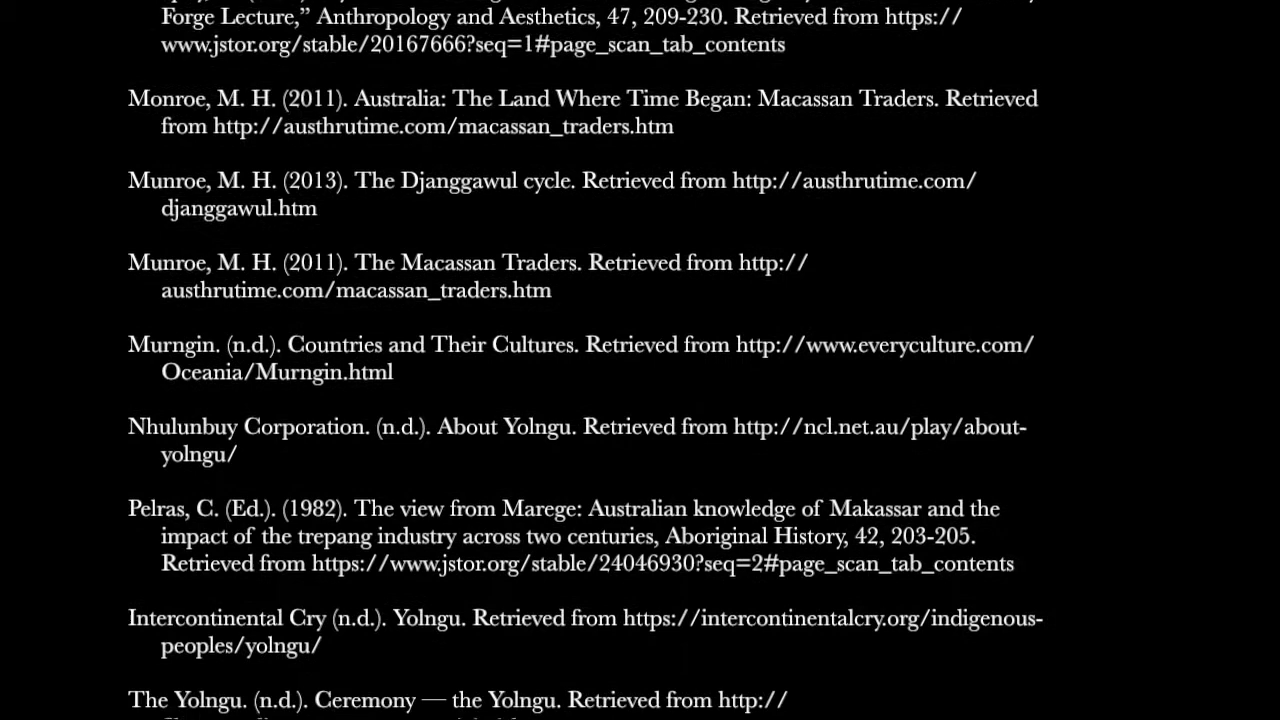 Forge Lecture,” Anthropology and Aesthetics, 47, 209-230. Retrieved from https://
www.jstor.org/stable/20167666?seq=1#page_scan_tab_contents
Monroe, M. H. (2011). Australia: The Land Where Time Began: Macassan Traders. Retrieved
from http://austhrutime.com/macassan_traders.htm
Munroe, M. H. (2013). The Djanggawul cycle. Retrieved from http://austhrutime.com/
djanggawul.htm
Munroe, M. H. (2011). The Macassan Traders. Retrieved from http://
austhrutime.com/macassan_traders.htm
Murngin. (n.d.). Countries and Their Cultures. Retrieved from http://www.everyculture.com/
Oceania/Murngin.html
Nhulunbuy Corporation. (n.d.). About Yolngu. Retrieved from http://ncl.net.au/play/about-
yolngu/
Pelras, C. (Ed.). (1982). The view from Marege: Australian knowledge of Makassar and the
impact of the trepang industry across two centuries, Aboriginal History, 42, 203-205.
Retrieved from https://www.jstor.org/stable/24046930?seq=2#page_scan_tab_contents
Intercontinental Cry (n.d.). Yolngu. Retrieved from https://intercontinentalcry.org/indigenous-
peoples/yolngu/
The Yolngu. (n.d.). Ceremony — the Yolngu. Retrieved from http://